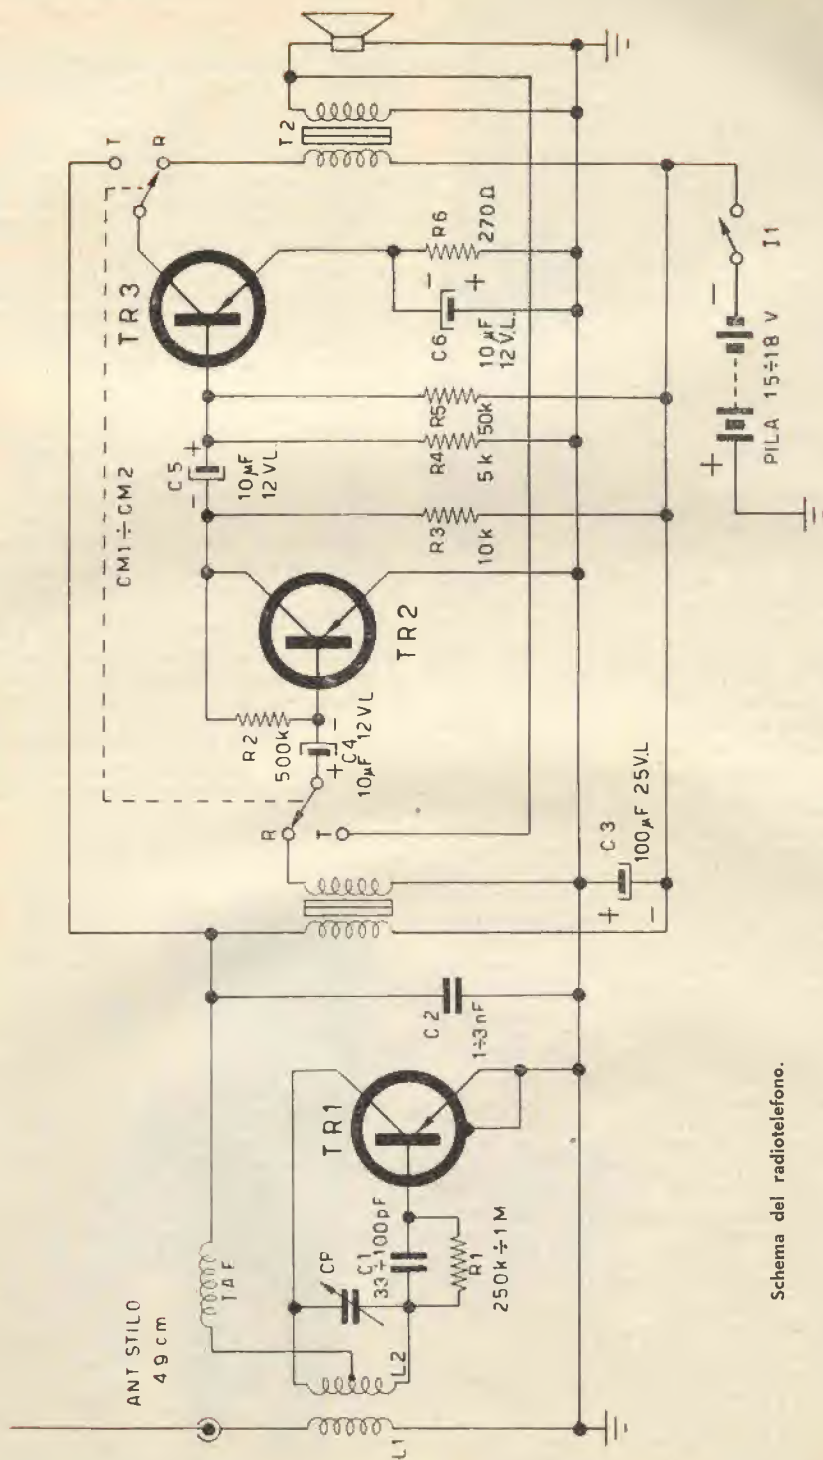 ANT STILO
49 cm
L1
L2
IAF
CP
C1
33÷100pF
R1
250k÷1M
TR1
C2
1÷3nF
C3
100µF 25V.L
+
-
R
T
+
-
C4
10µF 12VL
R2
500k
TR2
CM1÷CM2
R3
10k
-
+
C5
10µF
12V.L.
R4
5k
R5
50k
TR3
T
R
T2
C6
-
+
10µF
12V.L.
R6
270Ω
+
-
PILA 15÷18 V
I1
Schema del radiotelefono.